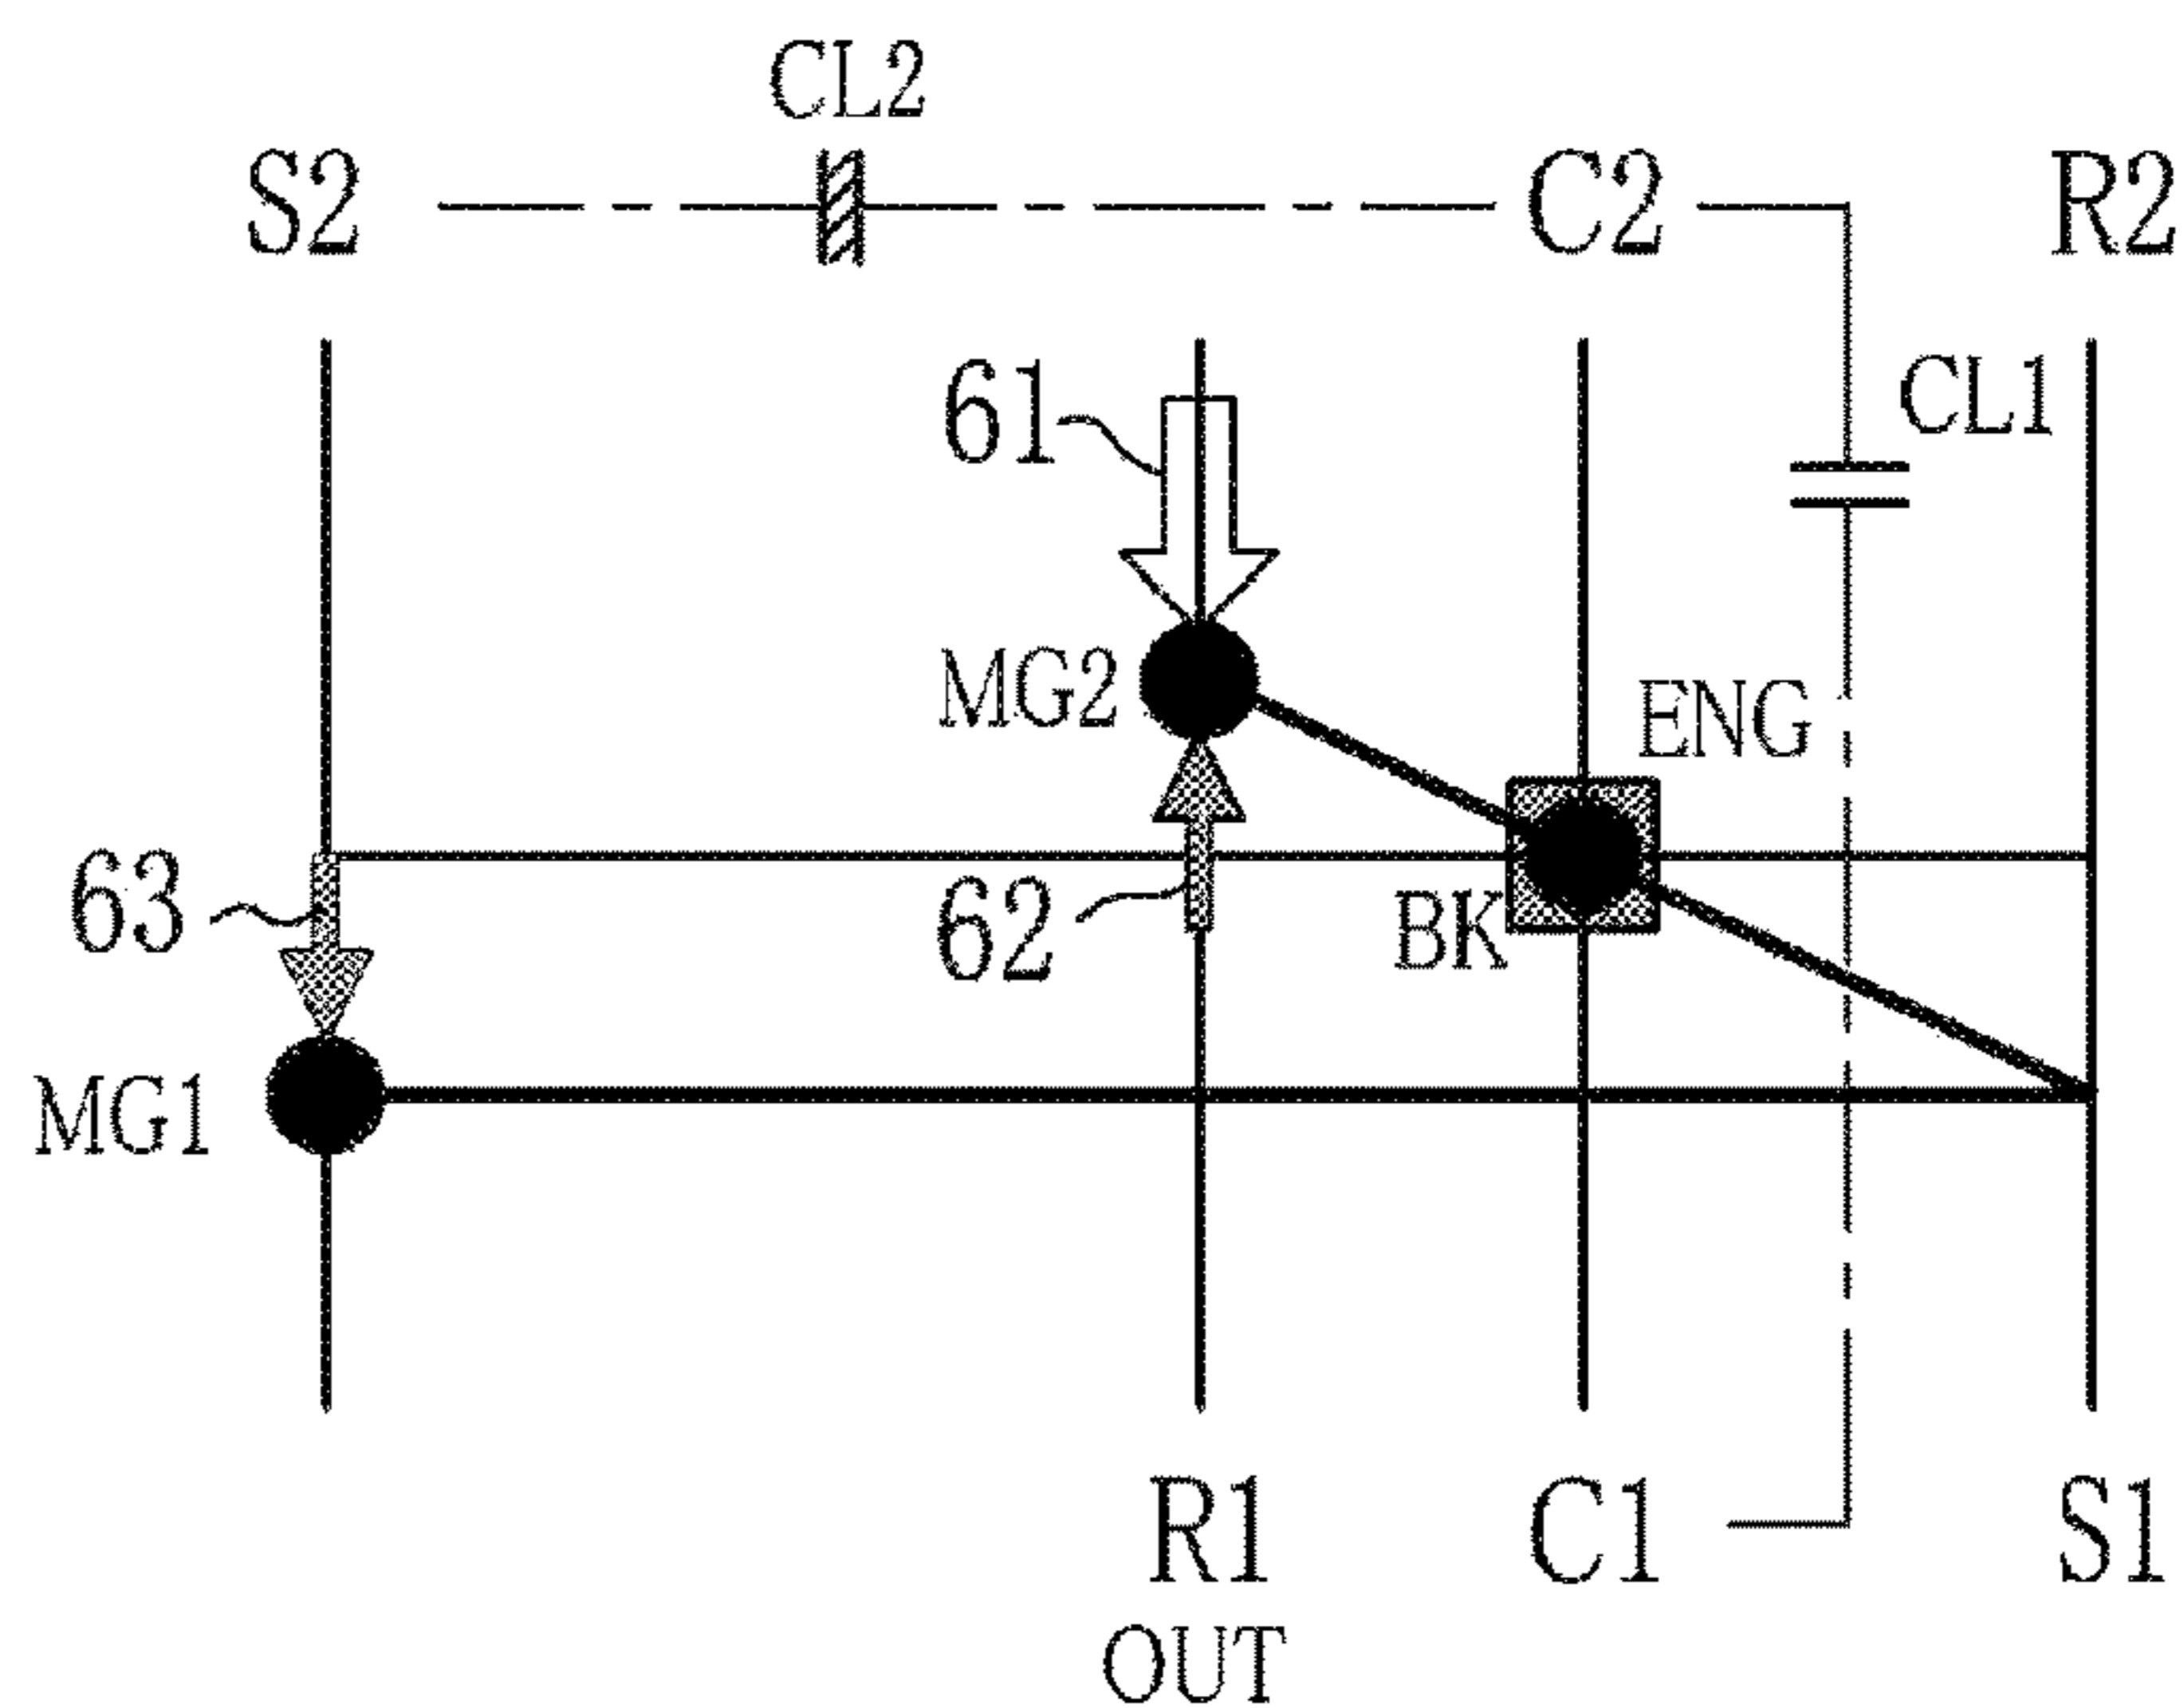 CL2
S2 C2 R2
61 CL1
MG2 ENG
63 62 BK
MG1
R1 C1 S1
OUT